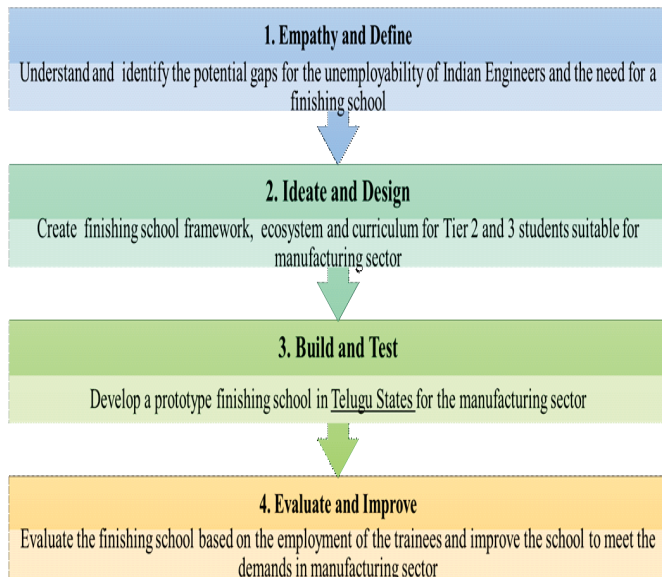 1. Empathy and Define
Understand and identify the potential gaps for the unemployability of Indian Engineers and the need for a
finishing school
2. Ideate and Design
Create finishing school framework, ecosystem and curriculum for Tier 2 and 3 students suitable for
manufacturing sector
3. Build and Test
Develop a prototype finishing school in Telugu States for the manufacturing sector
4. Evaluate and Improve
Evaluate the finishing school based on the employment of the trainees and improve the school to meet the
demands in manufacturing sector